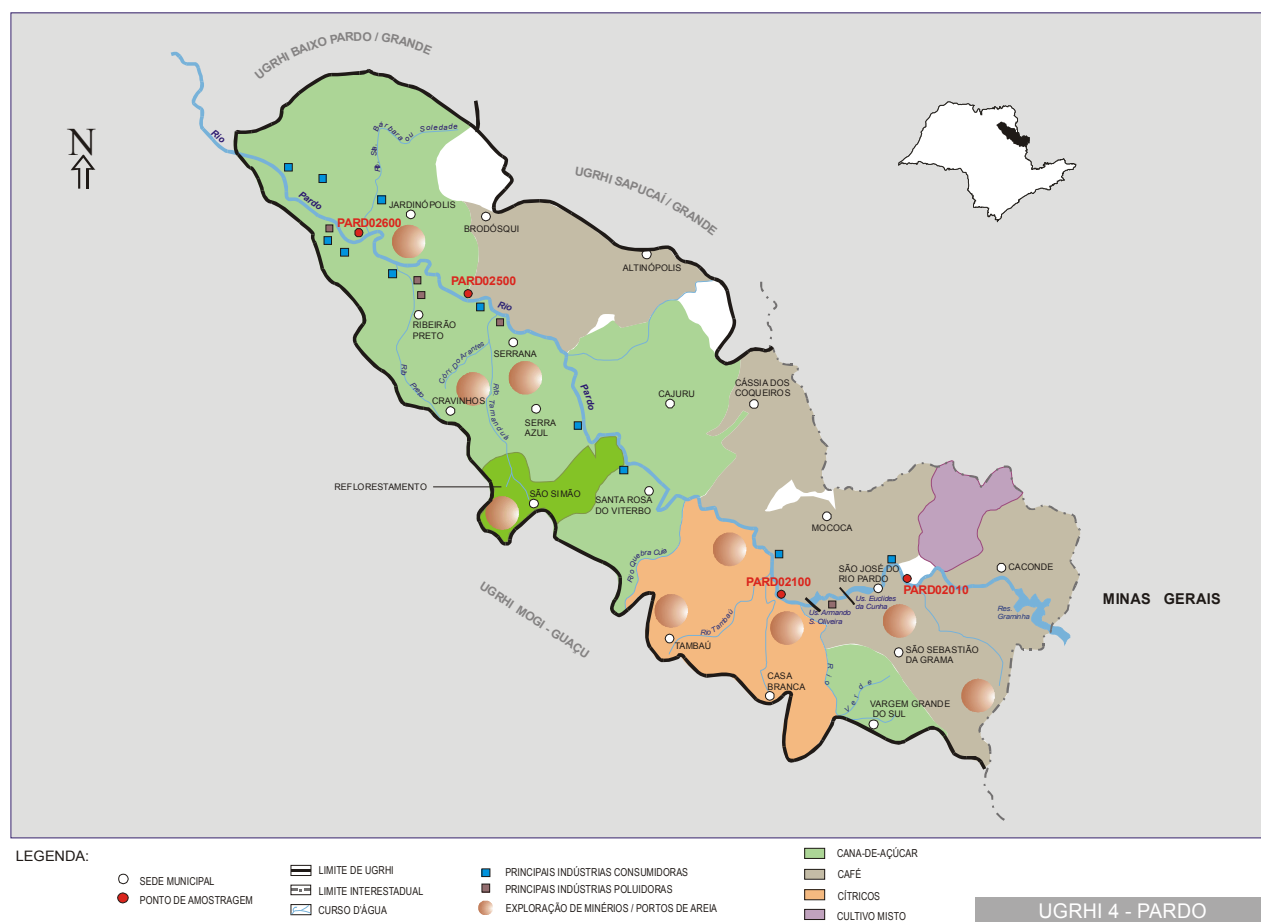 UGRHI BAIXO PARDO / GRANDE
N
Rio
Rib. Sta. Bárbara ou Soledade
UGRHI SAPUCAÍ / GRANDE
Pardo
JARDINÓPOLIS
PARD02600
BRODÓSQUI
ALTINÓPOLIS
PARD02500
Rio
RIBEIRÃO
PRETO
SERRANA
Córr. Do Arantes
Rib. Preto
Rib. Tamanduá
Pardo
CRAVINHOS
SERRA
AZUL
CAJURU
CÁSSIA DOS
COQUEIROS
REFLORESTAMENTO
SÃO SIMÃO
SANTA ROSA
DO VITERBO
MOCOCA
Rio Quebra Cuia
SÃO JOSÉ DO
RIO PARDO
CACONDE
PARD02100
PARD02010
Us. Euclides
da Cunha
Us. Armando
S. Oliveira
Res.
Graminha
MINAS GERAIS
UGRHI MOGI - GUAÇU
Rio Tambaú
TAMBAÚ
SÃO SEBASTIÃO
DA GRAMA
CASA
BRANCA
Rio Verde
VARGEM GRANDE
DO SUL
LEGENDA:
SEDE MUNICIPAL
PONTO DE AMOSTRAGEM
LIMITE DE UGRHI
LIMITE INTERESTADUAL
CURSO D'ÁGUA
PRINCIPAIS INDÚSTRIAS CONSUMIDORAS
PRINCIPAIS INDÚSTRIAS POLUIDORAS
EXPLORAÇÃO DE MINÉRIOS / PORTOS DE AREIA
CANA-DE-AÇÚCAR
CAFÉ
CÍTRICOS
CULTIVO MISTO
UGRHI 4 - PARDO